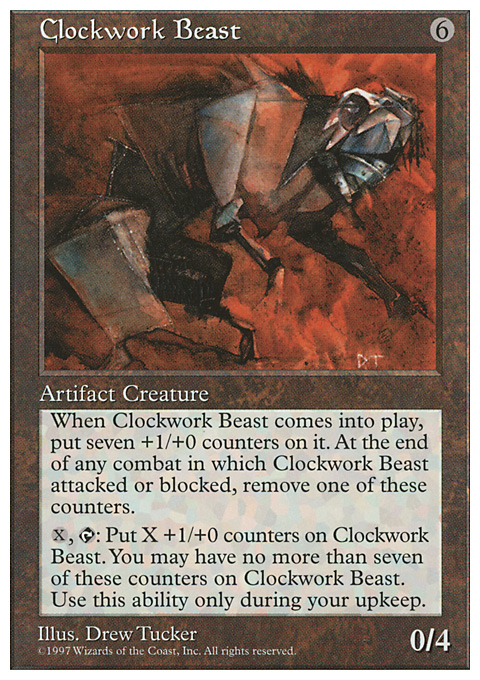 Clockwork Beast 6
DT
Artifact Creature
When Clockwork Beast comes into play,
put seven +1/+0 counters on it. At the end
of any combat in which Clockwork Beast
attacked or blocked, remove one of these
counters.
X, : Put X +1/+0 counters on Clockwork
Beast. You may have no more than seven
of these counters on Clockwork Beast.
Use this ability only during your upkeep.
Illus. Drew Tucker
©1997 Wizards of the Coast, Inc. All rights reserved.
0/4